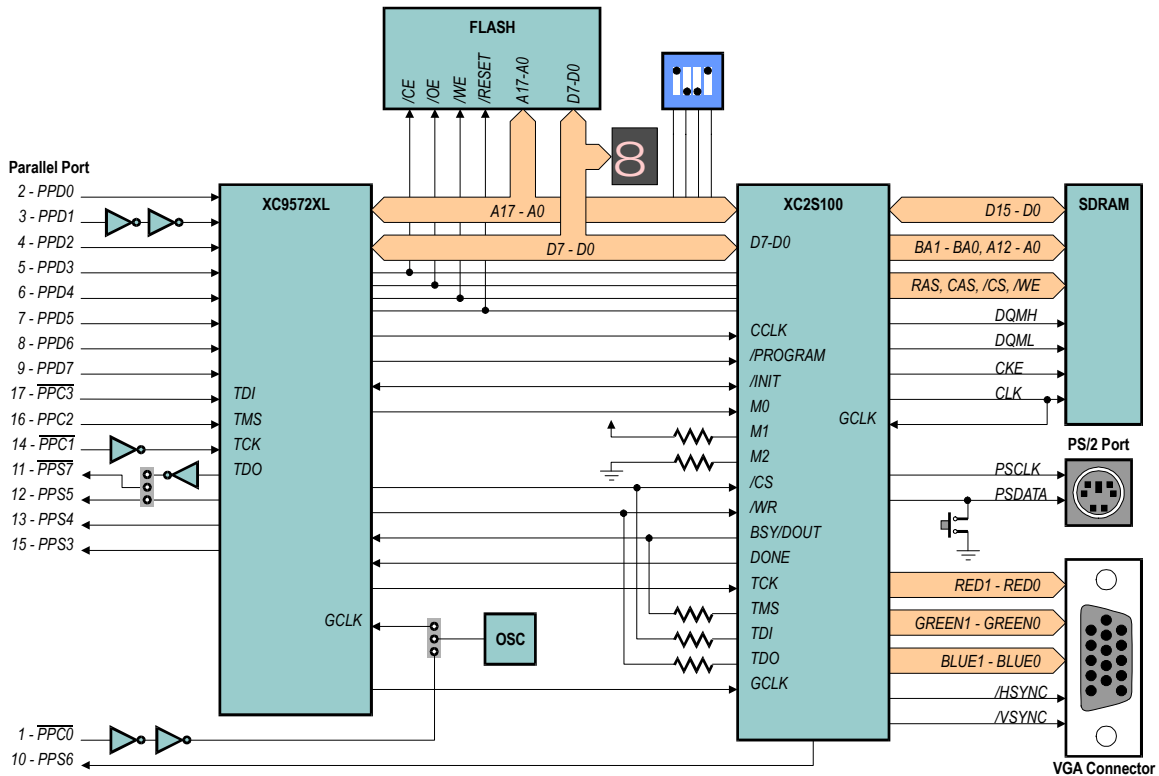 FLASH
/CE
/OE
/WE
/RESET
A17-A0
D7-D0
8
Parallel Port
2 - PPD0
3 - PPD1
4 - PPD2
5 - PPD3
6 - PPD4
7 - PPD5
8 - PPD6
9 - PPD7
17 - PPC3
16 - PPC2
14 - PPC1
11 - PPS7
12 - PPS5
13 - PPS4
15 - PPS3
1 - PPC0
10 - PPS6
XC9572XL
TDI
TMS
TCK
TDO
GCLK
A17 - A0
D7 - D0
OSC
XC2S100
D7-D0
CCLK
/PROGRAM
/INIT
M0
M1
M2
/CS
/WR
BSY/DOUT
DONE
TCK
TMS
TDI
TDO
GCLK
GCLK
SDRAM
D15 - D0
BA1 - BA0, A12 - A0
RAS, CAS, /CS, /WE
DQMH
DQML
CKE
CLK
PS/2 Port
PSCLK
PSDATA
RED1 - RED0
GREEN1 - GREEN0
BLUE1 - BLUE0
/HSYNC
/VSYNC
VGA Connector